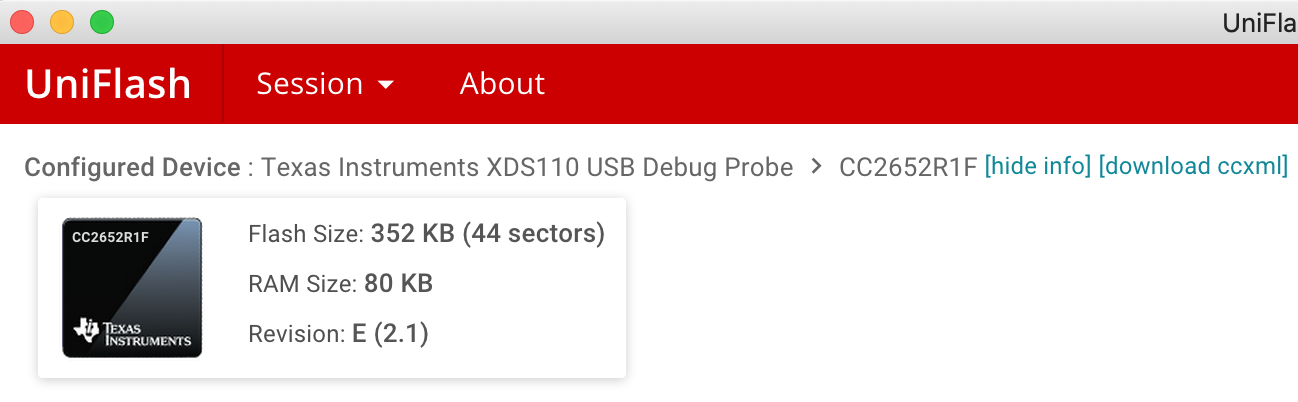 UniFla
UniFlash Session About
Configured Device : Texas Instruments XDS110 USB Debug Probe > CC2652R1F [hide info] [download ccxml]
CC2652R1F
TEXAS
INSTRUMENTS
Flash Size: 352 KB (44 sectors)
RAM Size: 80 KB
Revision: E (2.1)